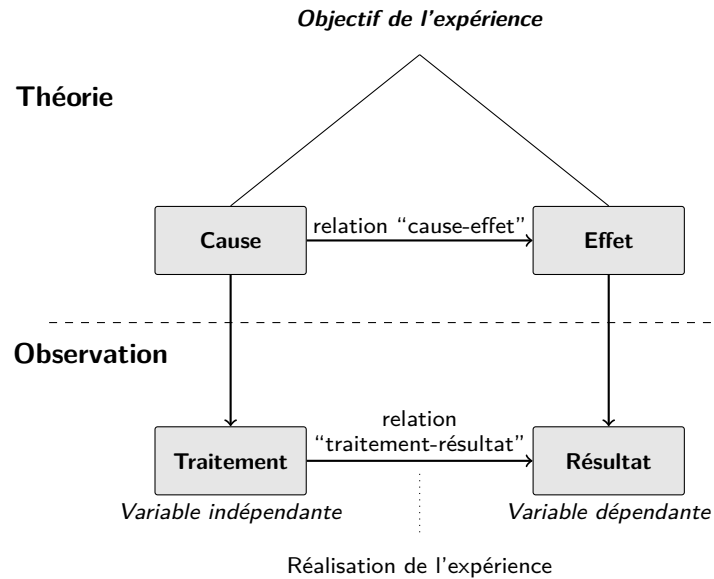 Objectif de l'expérience
Théorie
Cause
relation “cause-effet”
Effet
Observation
relation
“traitement-résultat”
Traitement
Résultat
Variable indépendante
Variable dépendante
Réalisation de l'expérience